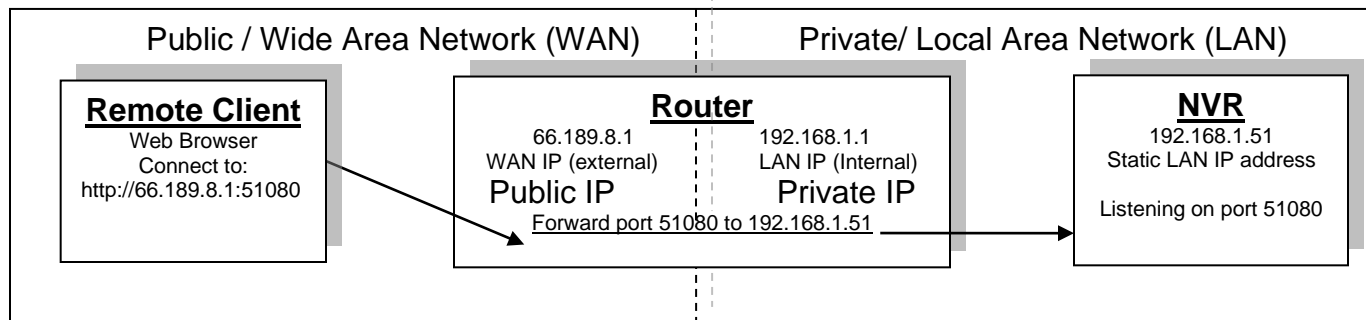 Public / Wide Area Network (WAN)
Private/ Local Area Network (LAN)
Remote Client
Web Browser
Connect to:
http://66.189.8.1:51080
Router
66.189.8.1
WAN IP (external)
Public IP
192.168.1.1
LAN IP (Internal)
Private IP
Forward port 51080 to 192.168.1.51
NVR
192.168.1.51
Static LAN IP address
Listening on port 51080